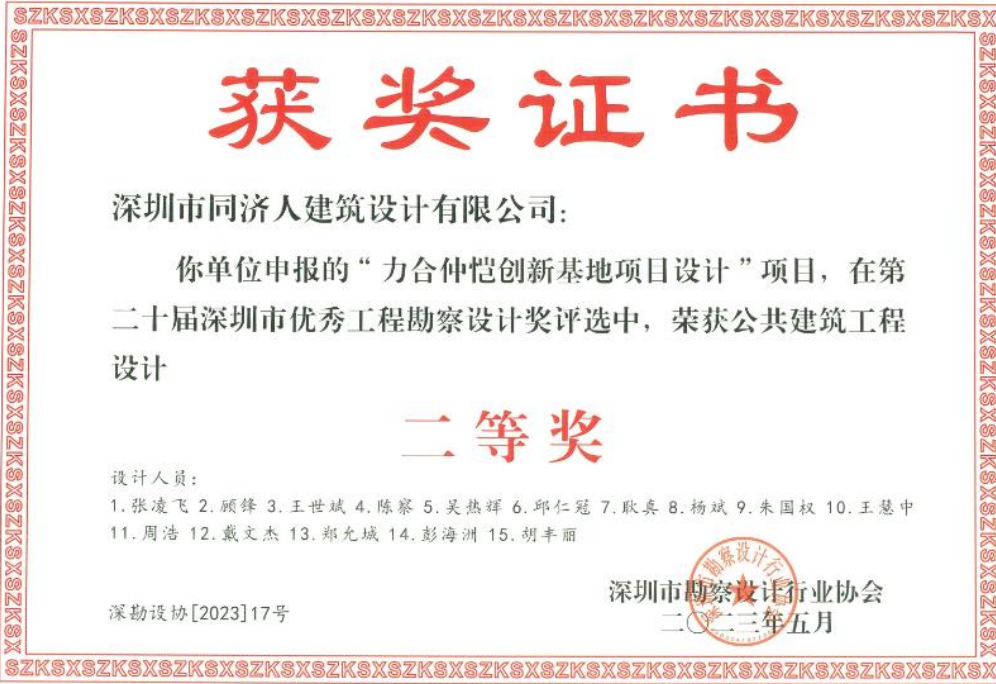 获奖证书
深圳市同济人建筑设计有限公司：
你单位申报的“力合仲恺创新基地项目设计”项目，在第
二十届深圳市优秀工程勘察设计奖评选中，荣获公共建筑工程
设计
二等奖
设计人员：
1.张凌飞 2.顾锋 3.王世斌 4.陈察 5.吴热辉 6.邱仁冠 7.耿真 8.杨斌 9.朱国权 10.王慧中
11.周浩 12.戴文杰 13.郑允城 14.彭海洲 15.胡丰丽
深圳市勘察设计行业协会
深勘设协[2023]17号
二〇二三年五月